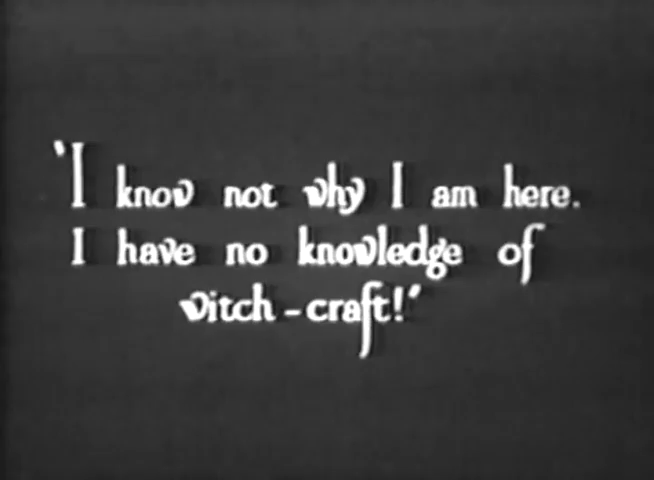 'I know not why I am here.
I have no knowledge of
witch-craft!'